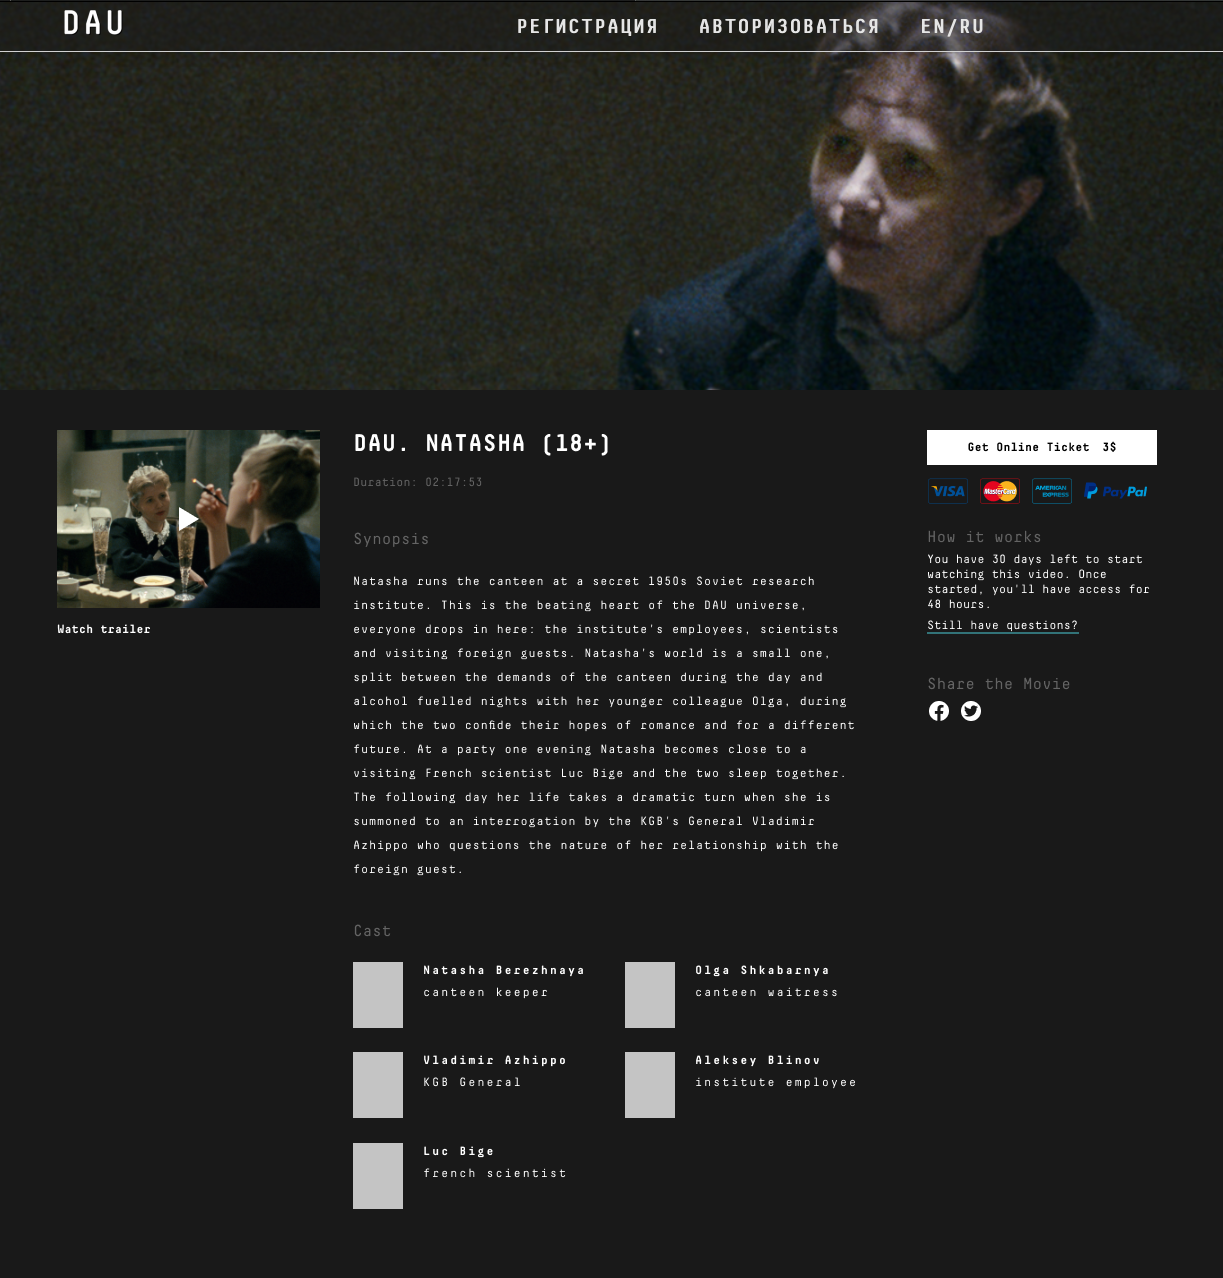 DAU
РЕГИСТРАЦИЯ АВТОРИЗОВАТЬСЯ EN/RU
Watch trailer
DAU. NATASHA (18+)
Duration: 02:17:53
Synopsis
Natasha runs the canteen at a secret 1950s Soviet research
institute. This is the beating heart of the DAU universe,
everyone drops in here: the institute's employees, scientists
and visiting foreign guests. Natasha's world is a small one,
split between the demands of the canteen during the day and
alcohol fuelled nights with her younger colleague Olga, during
which the two confide their hopes of romance and for a different
future. At a party one evening Natasha becomes close to a
visiting French scientist Luc Bige and the two sleep together.
The following day her life takes a dramatic turn when she is
summoned to an interrogation by the KGB's General Vladimir
Azhippo who questions the nature of her relationship with the
foreign guest.
Cast
Natasha Berezhnaya
canteen keeper
Olga Shkabarnya
canteen waitress
Vladimir Azhippo
KGB General
Aleksey Blinov
institute employee
Luc Bige
french scientist
Get Online Ticket 3$
VISA MasterCard AMERICAN EXPRESS PayPal
How it works
You have 30 days left to start
watching this video. Once
started, you'll have access for
48 hours.
Still have questions?
Share the Movie